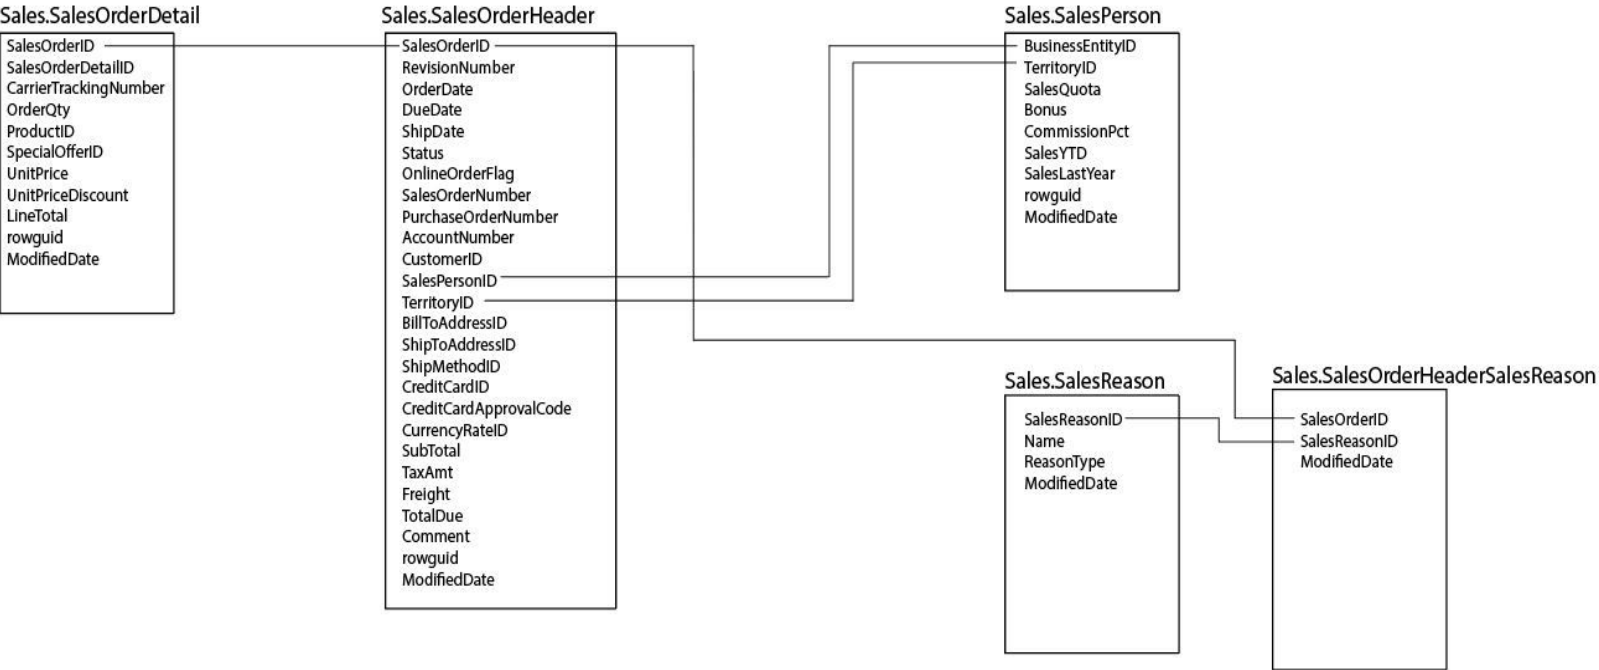 Sales.SalesOrderDetail
SalesOrderID
SalesOrderDetailID
CarrierTrackingNumber
OrderQty
ProductID
SpecialOfferID
UnitPrice
UnitPriceDiscount
LineTotal
rowguid
ModifiedDate
Sales.SalesOrderHeader
SalesOrderID
RevisionNumber
OrderDate
DueDate
ShipDate
Status
OnlineOrderFlag
SalesOrderNumber
PurchaseOrderNumber
AccountNumber
CustomerID
SalesPersonID
TerritoryID
BillToAddressID
ShipToAddressID
ShipMethodID
CreditCardID
CreditCardApprovalCode
CurrencyRateID
SubTotal
TaxAmt
Freight
TotalDue
Comment
rowguid
ModifiedDate
Sales.SalesPerson
BusinessEntityID
TerritoryID
SalesQuota
Bonus
CommissionPct
SalesYTD
SalesLastYear
rowguid
ModifiedDate
Sales.SalesReason
SalesReasonID
Name
ReasonType
ModifiedDate
Sales.SalesOrderHeaderSalesReason
SalesOrderID
SalesReasonID
ModifiedDate